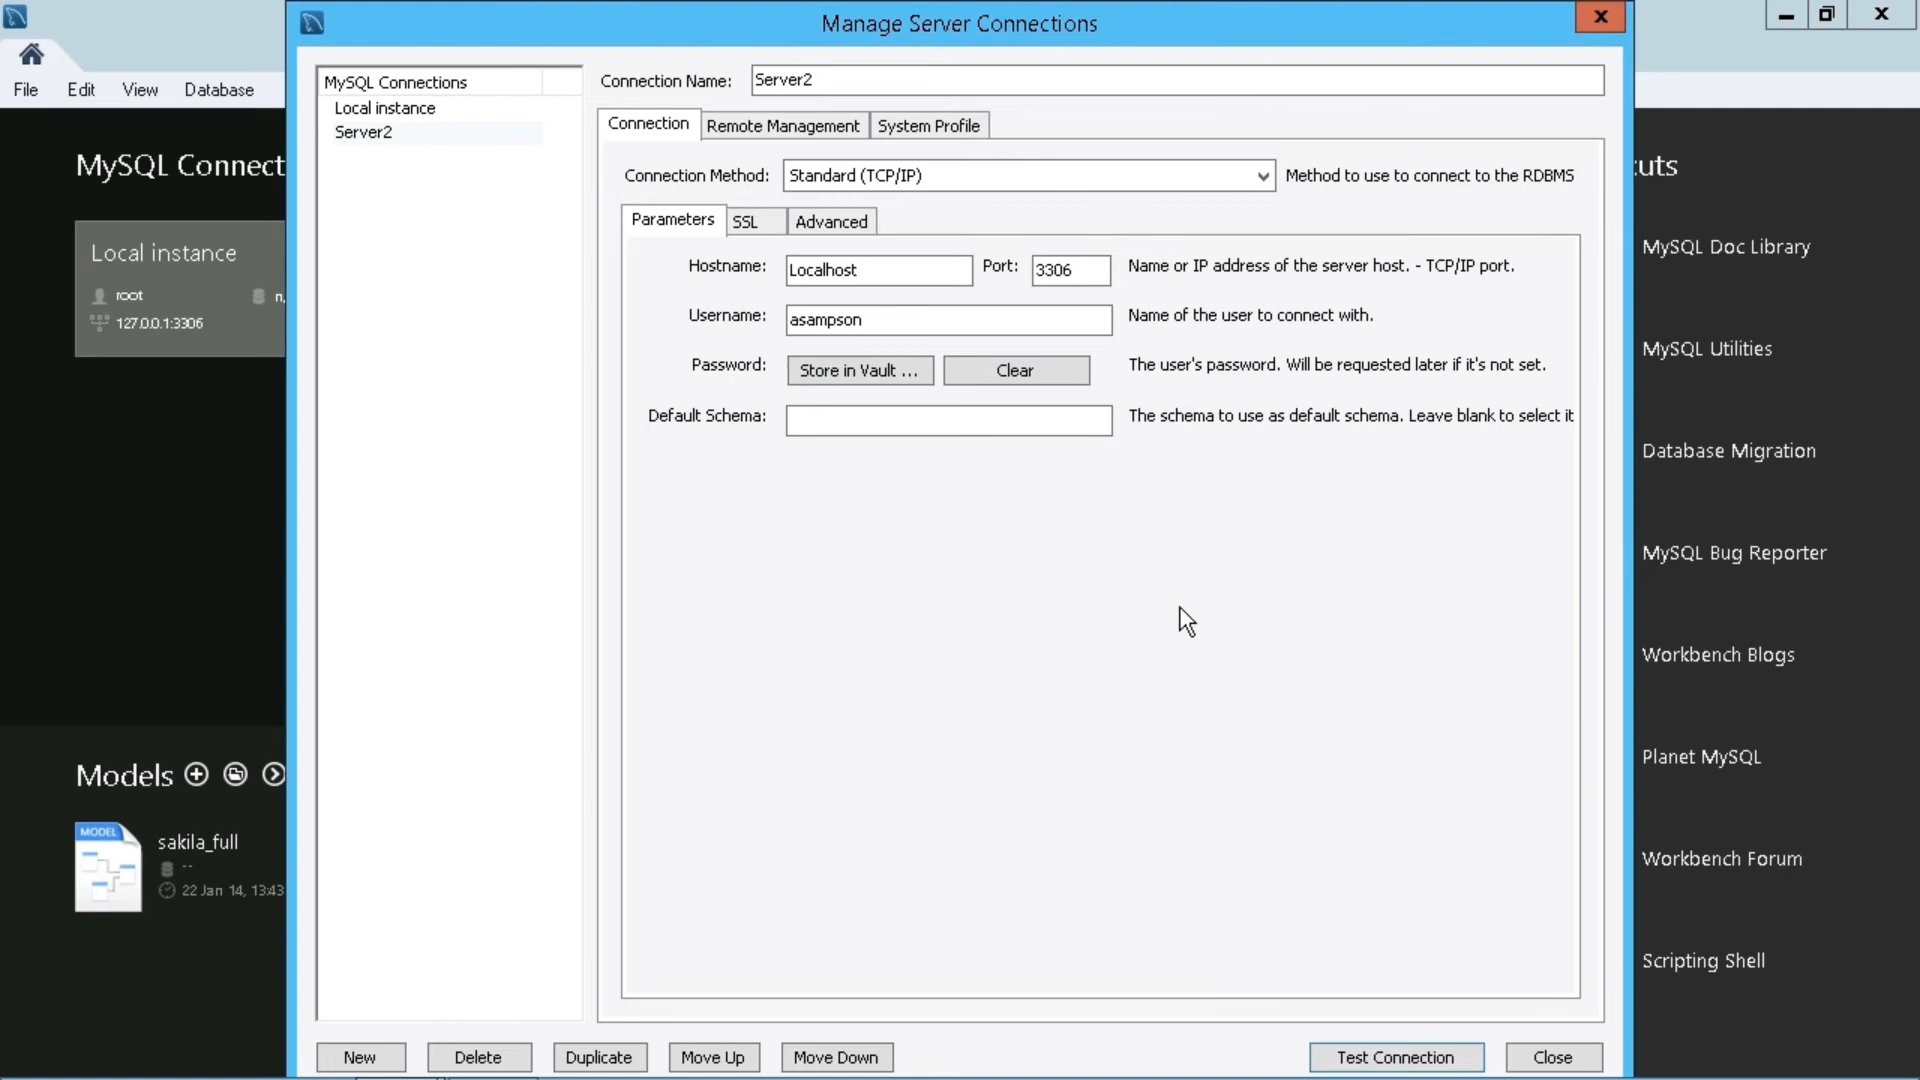 Manage Server Connections
File Edit View Database
MySQL Connect
Local instance
root
n,
127.0.0.1:3306
Models
MODEL
sakila_full
--
22 Jan 14, 13:43
MySQL Connections
Local instance
Server2
Connection Name: Server2
Connection Remote Management System Profile
Connection Method: Standard (TCP/IP) Method to use to connect to the RDBMS
Parameters SSL Advanced
Hostname: Localhost Port: 3306 Name or IP address of the server host. - TCP/IP port.
Username: asampson Name of the user to connect with.
Password: Store in Vault ... Clear The user's password. Will be requested later if it's not set.
Default Schema: The schema to use as default schema. Leave blank to select it
New Delete Duplicate Move Up Move Down Test Connection Close
cuts
MySQL Doc Library
MySQL Utilities
Database Migration
MySQL Bug Reporter
Workbench Blogs
Planet MySQL
Workbench Forum
Scripting Shell